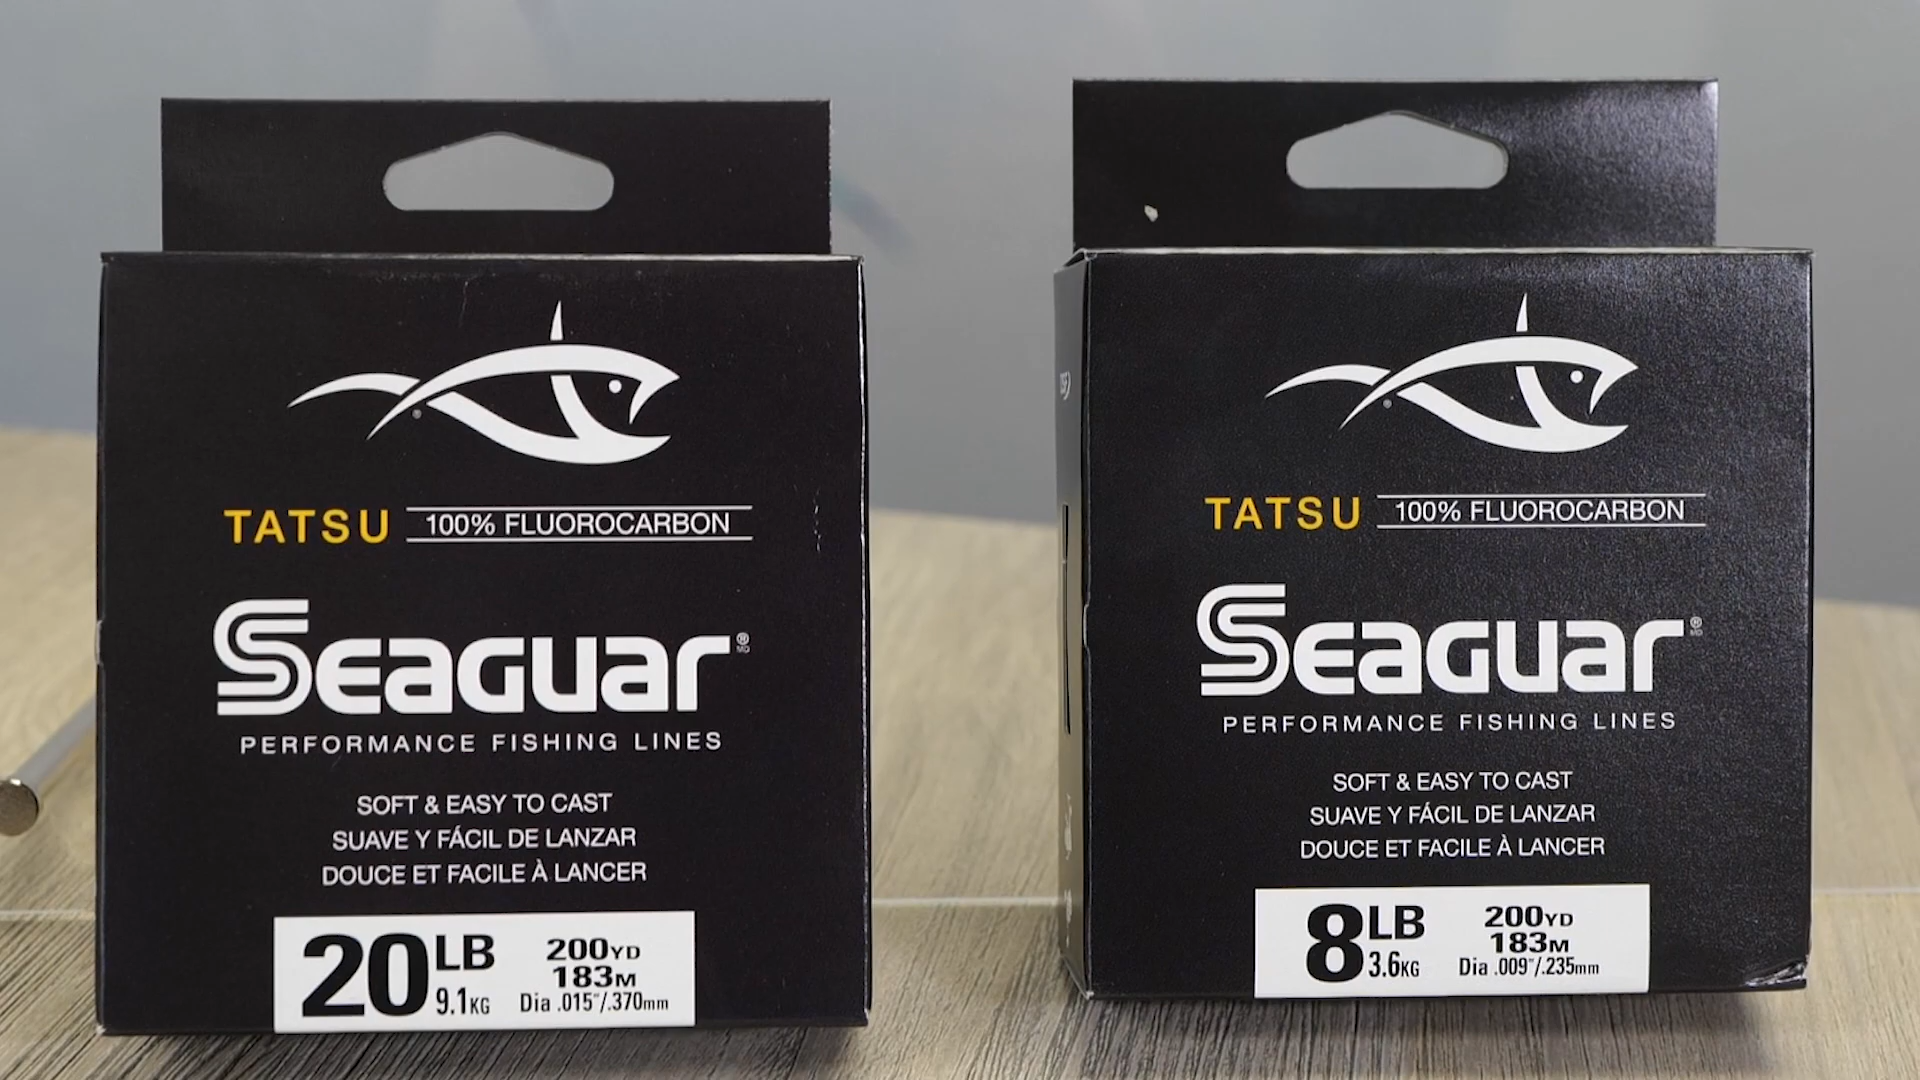 TATSU 100% FLUOROCARBON
SEAGUAR®
MD
PERFORMANCE FISHING LINES
SOFT & EASY TO CAST
SUAVE Y FÁCIL DE LANZAR
DOUCE ET FACILE À LANCER
20LB
9.1KG
200YD
183M
Dia .015"/.370mm
TATSU 100% FLUOROCARBON
SEAGUAR®
MD
PERFORMANCE FISHING LINES
SOFT & EASY TO CAST
SUAVE Y FÁCIL DE LANZAR
DOUCE ET FACILE À LANCER
8LB
3.6KG
200YD
183M
Dia .009"/.235mm